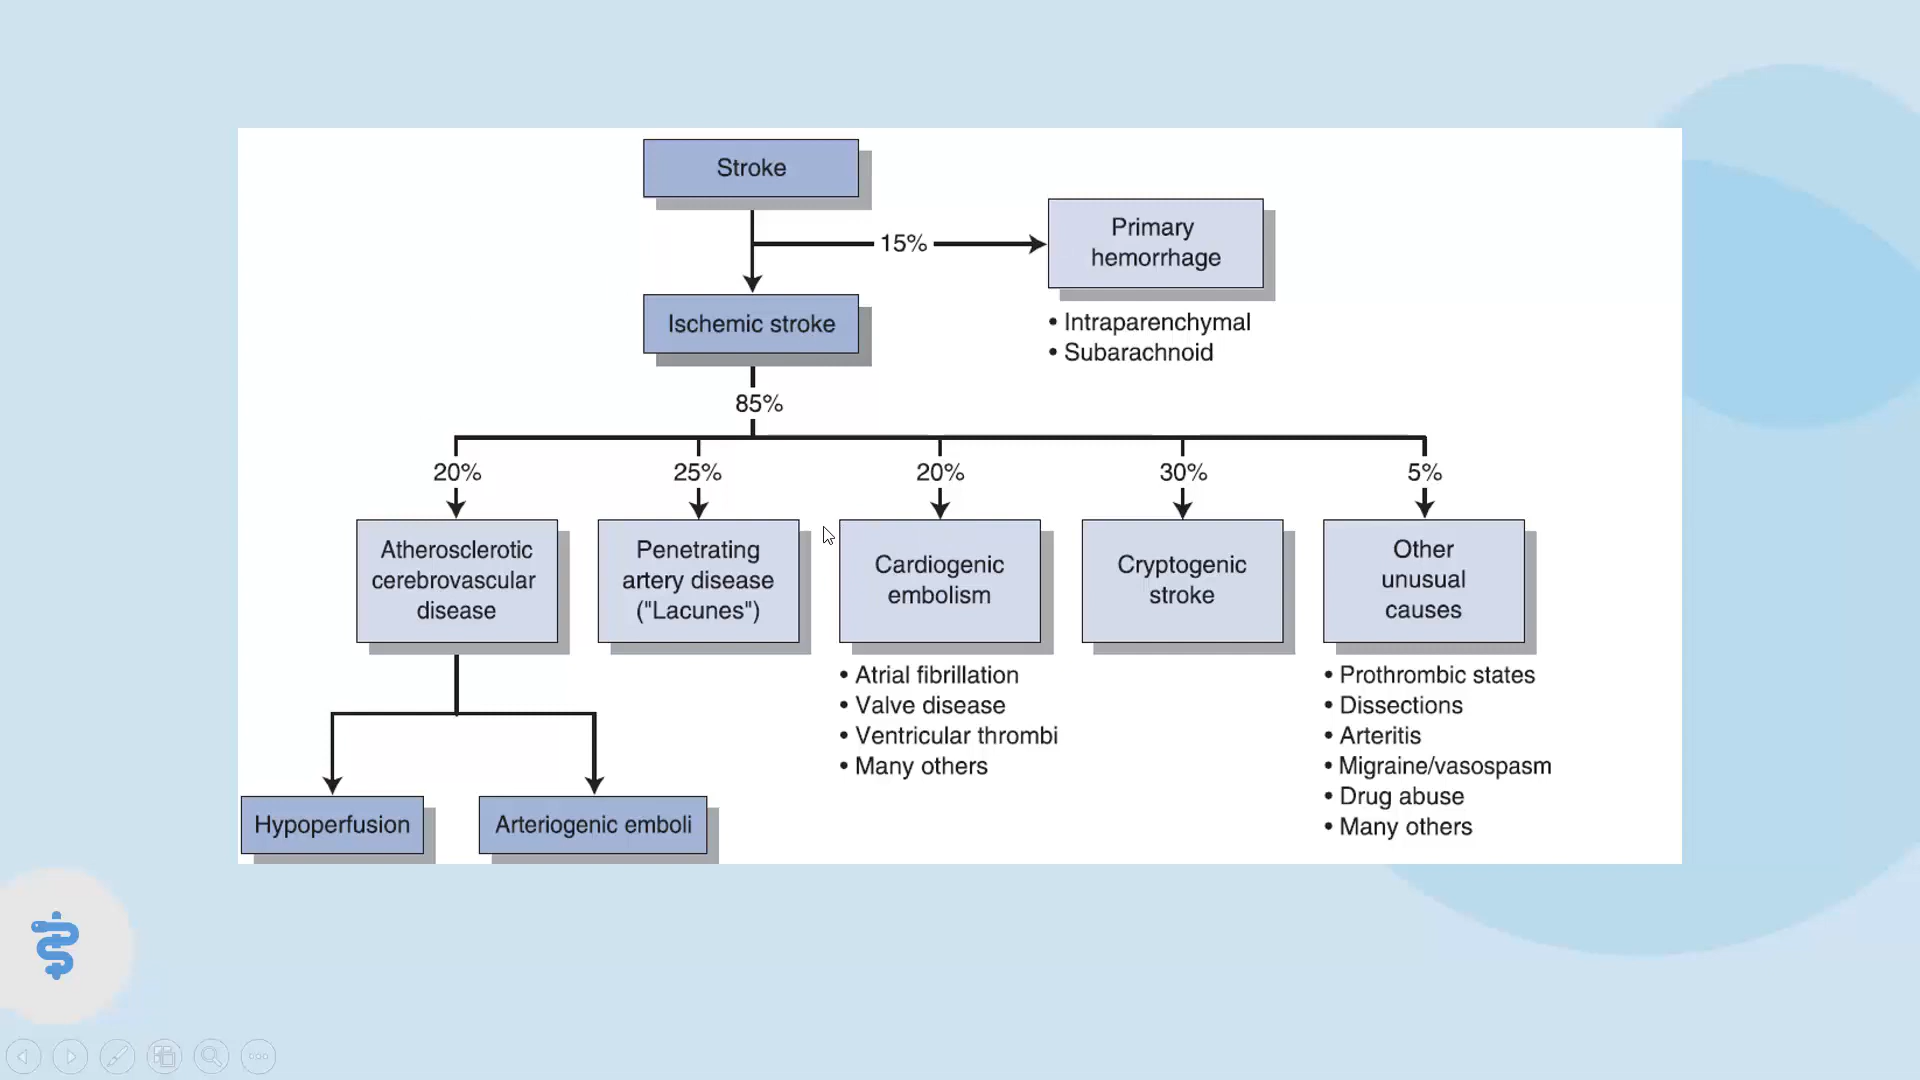 Stroke
15%
Primary
hemorrhage
• Intraparenchymal
• Subarachnoid
Ischemic stroke
85%
20%
25%
20%
30%
5%
Atherosclerotic
cerebrovascular
disease
Penetrating
artery disease
("Lacunes")
Cardiogenic
embolism
Cryptogenic
stroke
Other
unusual
causes
• Atrial fibrillation
• Valve disease
• Ventricular thrombi
• Many others
• Prothrombic states
• Dissections
• Arteritis
• Migraine/vasospasm
• Drug abuse
• Many others
Hypoperfusion
Arteriogenic emboli